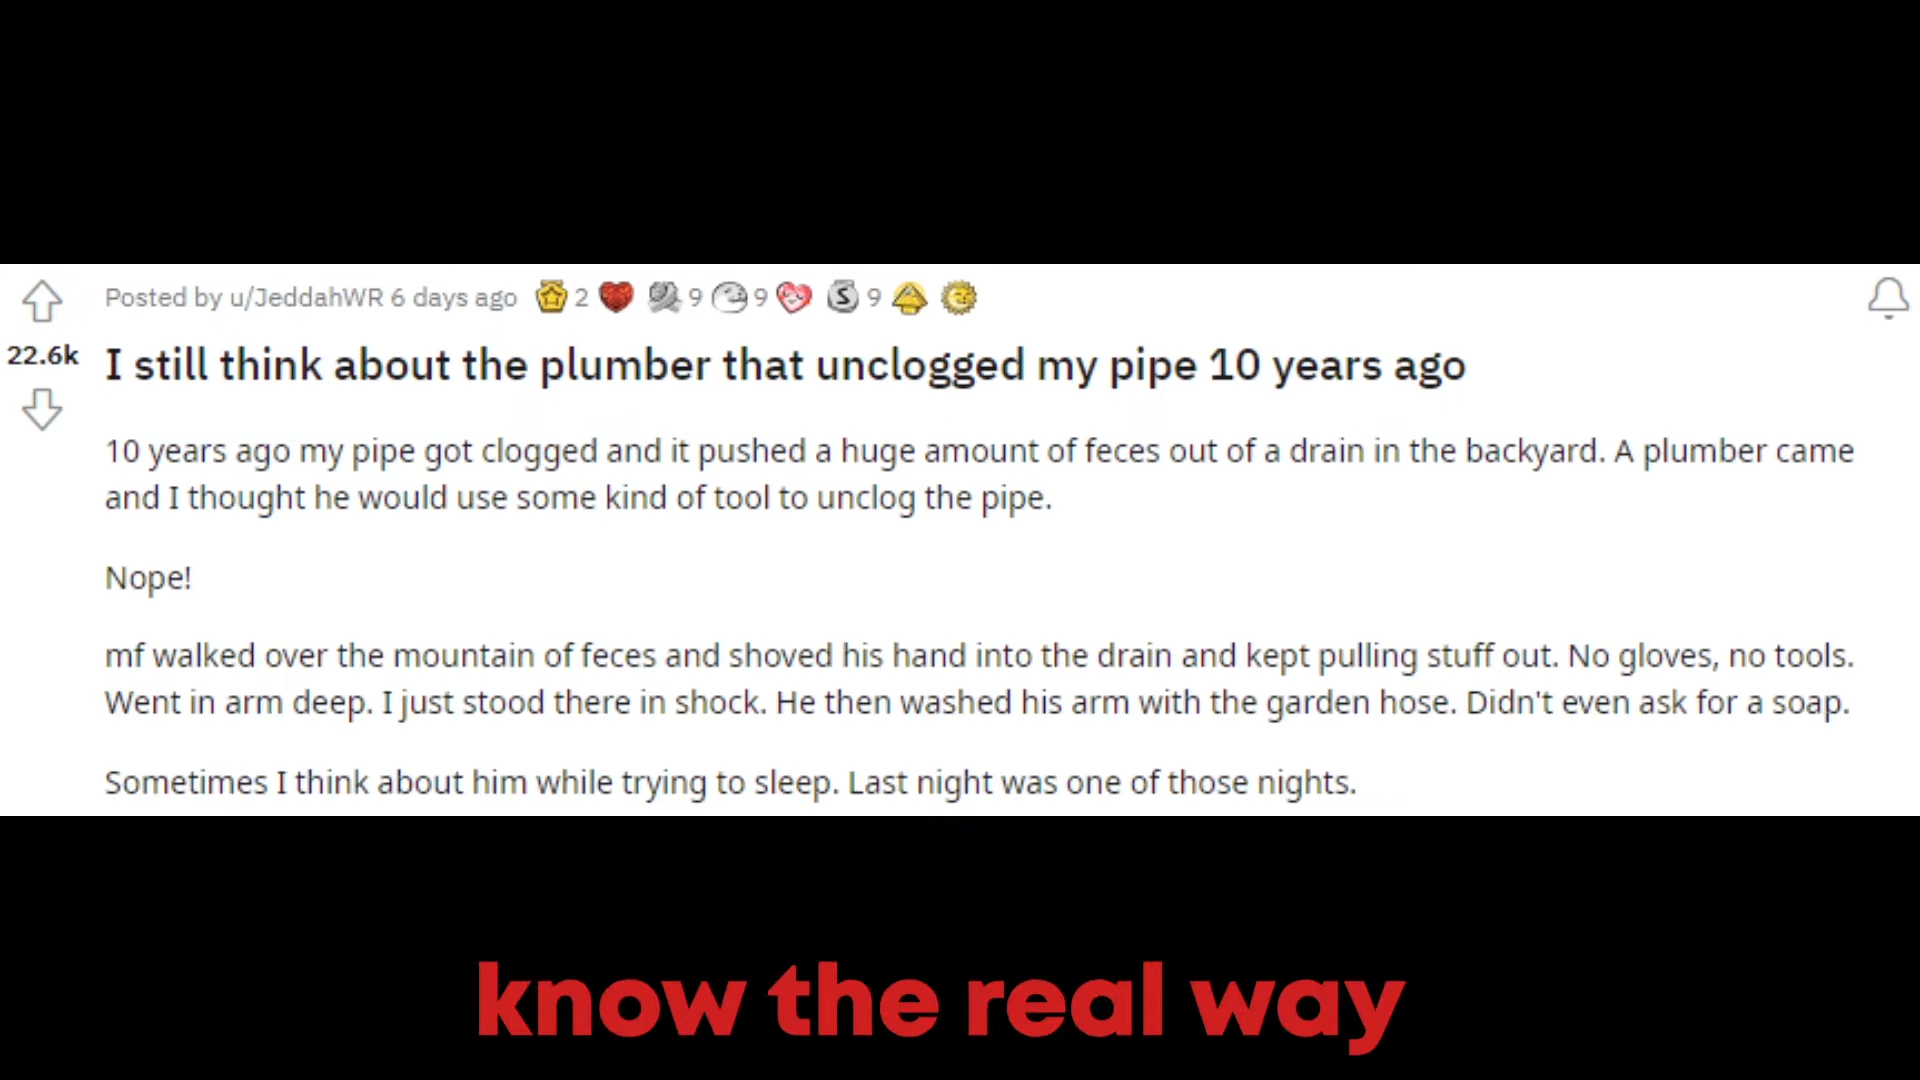 Posted by u/JeddahWR 6 days ago 2 9 9 S 9
22.6k
I still think about the plumber that unclogged my pipe 10 years ago
10 years ago my pipe got clogged and it pushed a huge amount of feces out of a drain in the backyard. A plumber came
and I thought he would use some kind of tool to unclog the pipe.
Nope!
mf walked over the mountain of feces and shoved his hand into the drain and kept pulling stuff out. No gloves, no tools.
Went in arm deep. I just stood there in shock. He then washed his arm with the garden hose. Didn't even ask for a soap.
Sometimes I think about him while trying to sleep. Last night was one of those nights.
know the real way